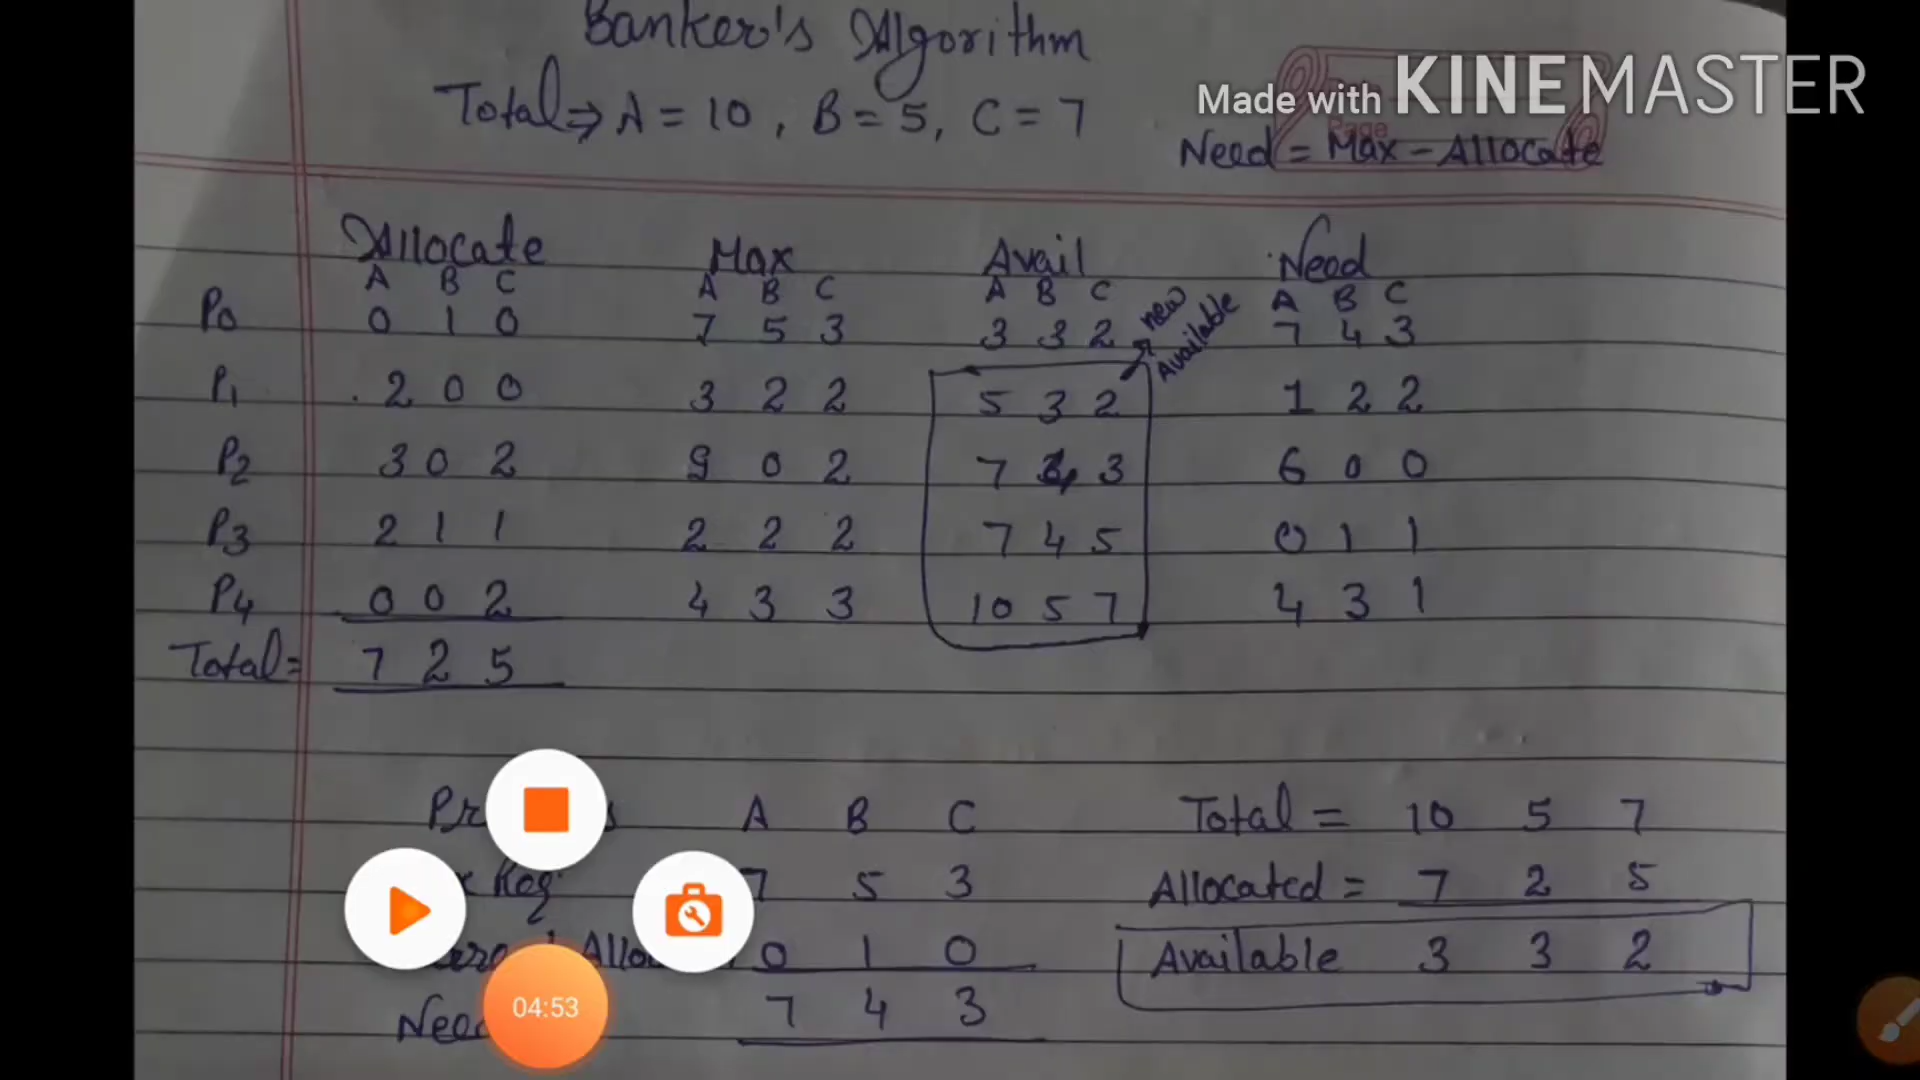 Banker's Algorithm
Made with KINEMASTER
Total ⇒ A = 10 , B = 5, C = 7
Need = Max - Allocate
Allocate Max Avail Need
A B C A B C A B C A B C
P0 0 1 0 7 5 3 3 3 2 new Available 7 4 3
P1 2 0 0 3 2 2 5 3 2 1 2 2
P2 3 0 2 9 0 2 7 3 6 0 0
P3 2 1 1 2 2 2 7 4 5 0 1 1
P4 0 0 2 4 3 3 10 5 7 4 3 1
Total = 7 2 5
A B C Total = 10 5 7
Req 7 5 3 Allocated = 7 2 5
0 1 0 Available 3 3 2
04:53
7 4 3